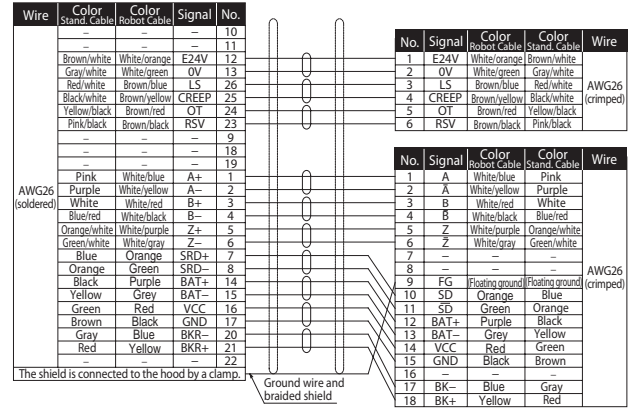 Wire Color Stand. Cable Color Robot Cable Signal No.
– – – 10
– – – 11
Brown/white White/orange E24V 12
Gray/white White/green 0V 13
Red/white Brown/blue LS 26
Black/white Brown/yellow CREEP 25
Yellow/black Brown/red OT 24
Pink/black Brown/black RSV 23
– – – 9
– – – 18
– – – 19
Pink White/blue A+ 1
AWG26 (soldered) Purple White/yellow A– 2
White White/red B+ 3
Blue/red White/black B– 4
Orange/white White/purple Z+ 5
Green/white White/gray Z– 6
Blue Orange SRD+ 7
Orange Green SRD– 8
Black Purple BAT+ 14
Yellow Grey BAT– 15
Green Red VCC 16
Brown Black GND 17
Gray Blue BKR– 20
Red Yellow BKR+ 21
– – – 22
The shield is connected to the hood by a clamp.
Ground wire and
braided shield
No. Signal Color Robot Cable Color Stand. Cable Wire
1 E24V White/orange Brown/white
2 0V White/green Gray/white
3 LS Brown/blue Red/white AWG26
4 CREEP Brown/yellow Black/white (crimped)
5 OT Brown/red Yellow/black
6 RSV Brown/black Pink/black
No. Signal Color Robot Cable Color Stand. Cable Wire
1 A White/blue Pink
2 A̅ White/yellow Purple
3 B White/red White
4 B̅ White/black Blue/red
5 Z White/purple Orange/white
6 Z̅ White/gray Green/white
7 – – –
8 – – – AWG26
9 FG (Floating ground) (Floating ground) (crimped)
10 SD Orange Blue
11 S̅D̅ Green Orange
12 BAT+ Purple Black
13 BAT– Grey Yellow
14 VCC Red Green
15 GND Black Brown
16 – – –
17 BK– Blue Gray
18 BK+ Yellow Red